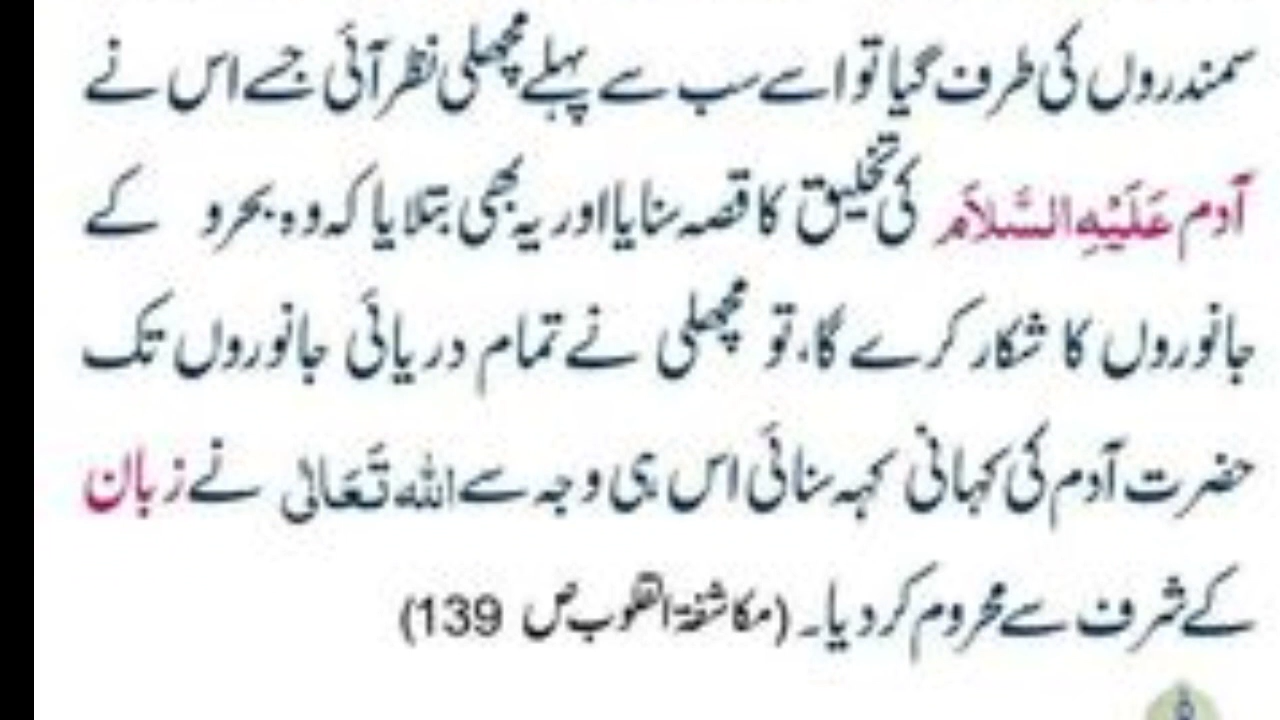 سمندروں کی طرف گیا تو اسے سب سے پہلے مچھلی نظر آئی جسے اس نے
آدم عَلَيْهِ السَّلَام کی تخلیق کا قصہ سنایا اور یہ بھی بتلایا کہ وہ بحر و کے
جانوروں کا شکار کرے گا، تو مچھلی نے تمام دریائی جانوروں تک
حضرت آدم کی کہانی کہہ سنائی اس ہی وجہ سے اللہ تَعَالٰی نے زبان
کے شرف سے محروم کر دیا۔ (مکاشفۃ القلوب ص 139)